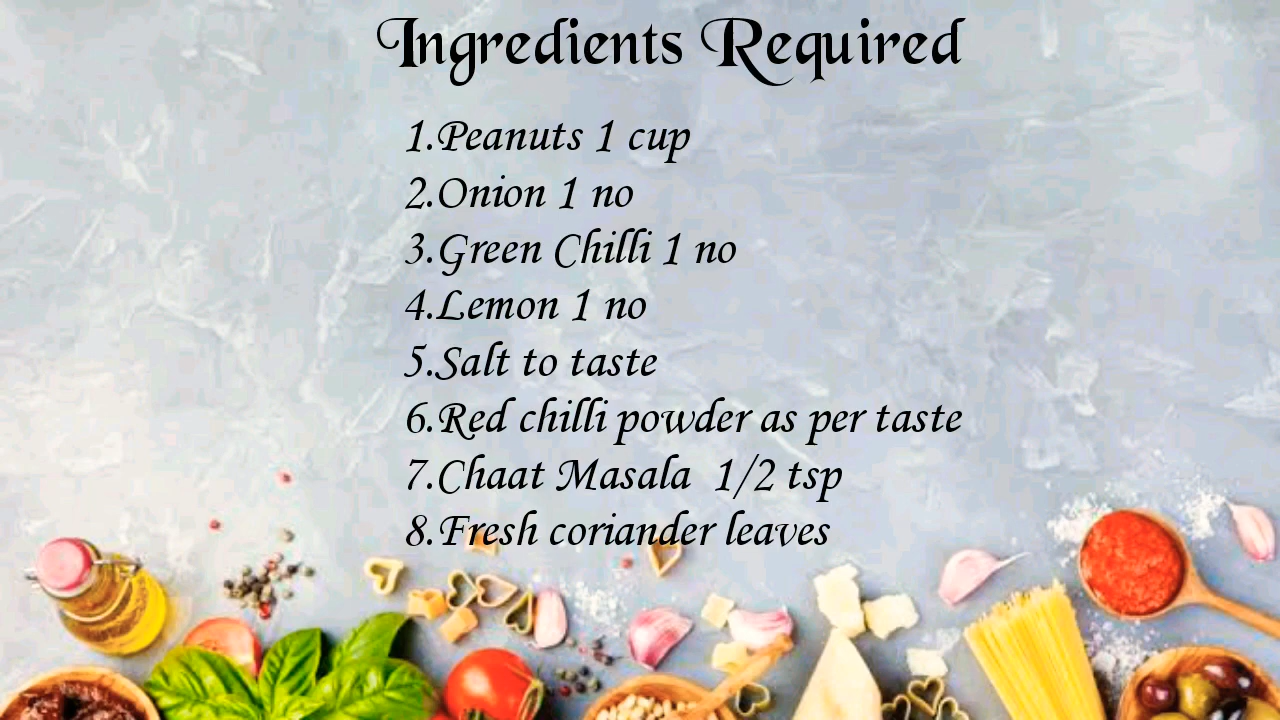 Ingredients Required
1.Peanuts 1 cup
2.Onion 1 no
3.Green Chilli 1 no
4.Lemon 1 no
5.Salt to taste
6.Red chilli powder as per taste
7.Chaat Masala  1/2 tsp
8.Fresh coriander leaves